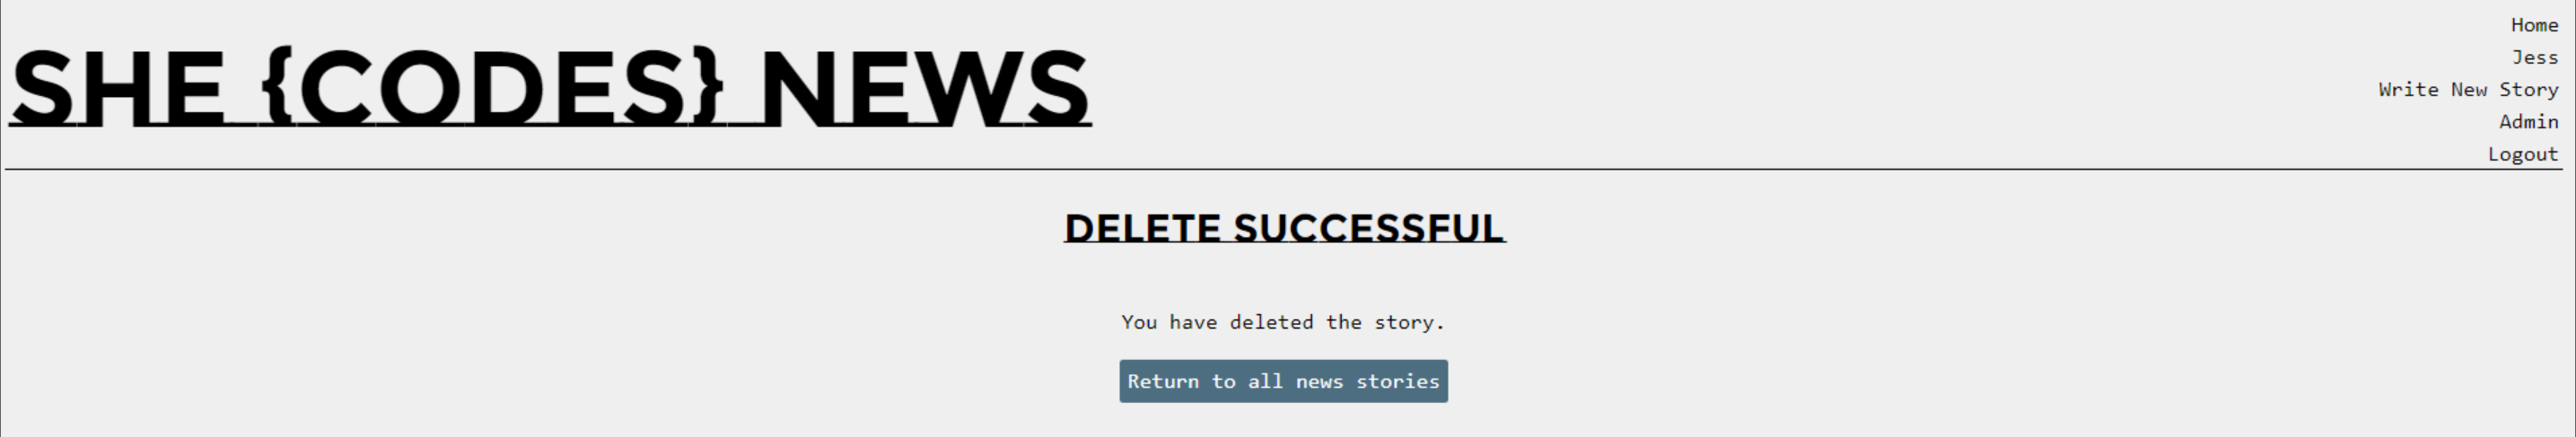 SHE {CODES} NEWS
Home
Jess
Write New Story
Admin
Logout
DELETE SUCCESSFUL
You have deleted the story.
Return to all news stories